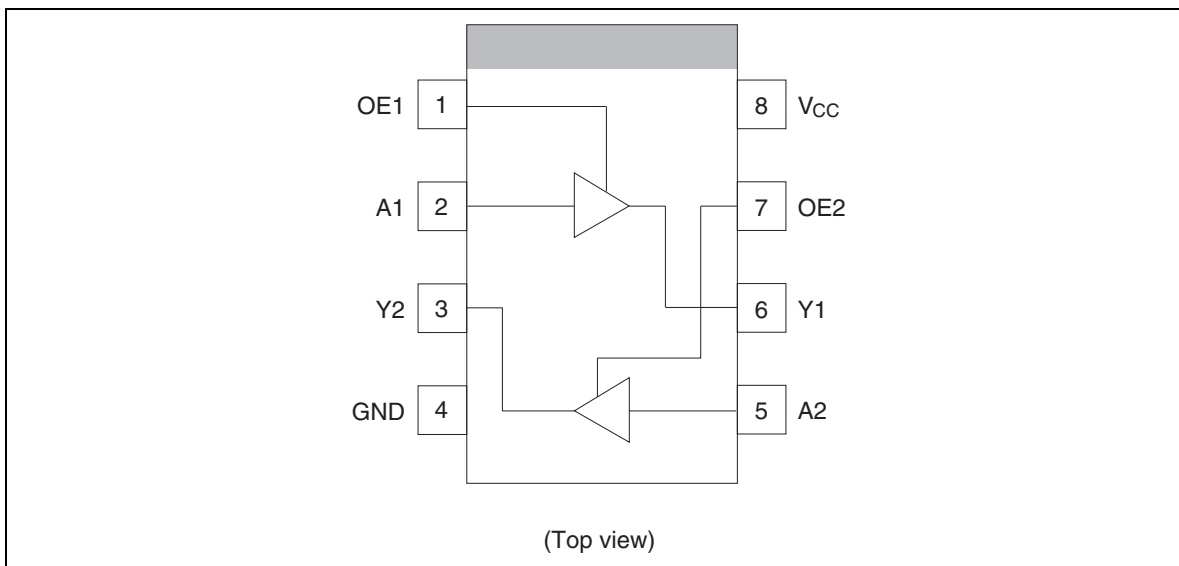 OE1 1 8 VCC
A1 2 7 OE2
Y2 3 6 Y1
GND 4 5 A2
(Top view)